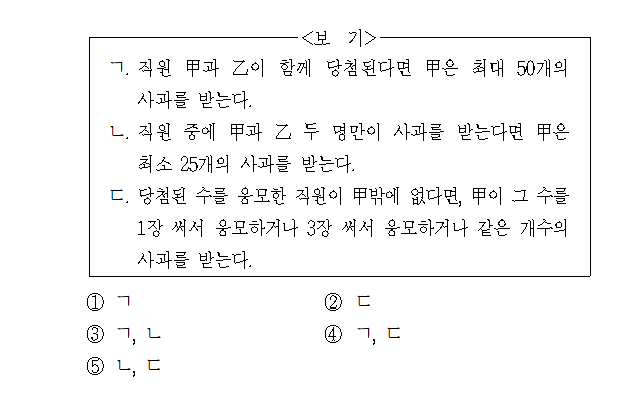 <보 기>
ㄱ. 직원 甲과 乙이 함께 당첨된다면 甲은 최대 50개의
사과를 받는다.
ㄴ. 직원 중에 甲과 乙 두 명만이 사과를 받는다면 甲은
최소 25개의 사과를 받는다.
ㄷ. 당첨된 수를 응모한 직원이 甲밖에 없다면, 甲이 그 수를
1장 써서 응모하거나 3장 써서 응모하거나 같은 개수의
사과를 받는다.
① ㄱ ② ㄷ
③ ㄱ, ㄴ ④ ㄱ, ㄷ
⑤ ㄴ, ㄷ